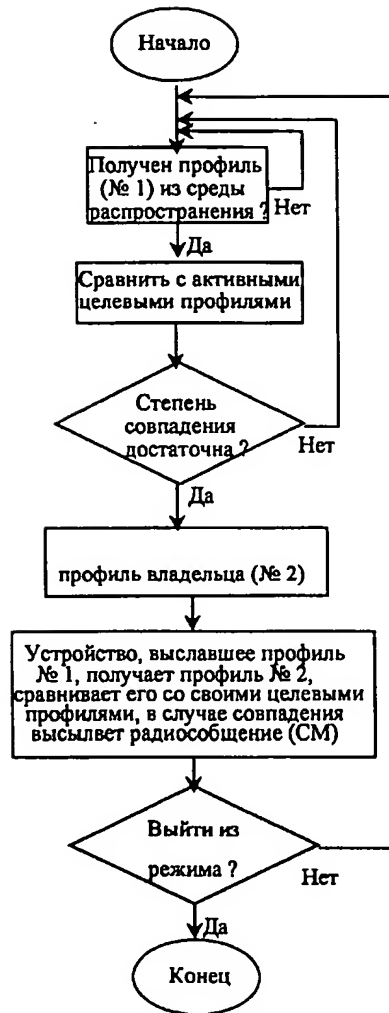 Начало
Получен профиль
(№ 1) из среды
распространения ?
Нет
Да
Сравнить с активными
целевыми профилями
Степень
совпадения
достаточна ?
Нет
Да
профиль владельца (№ 2)
Устройство, выславшее профиль
№ 1, получает профиль № 2,
сравнивает его со своими целевыми
профилями, в случае совпадения
высылвет радиособщение (СМ)
Выйти из
режима ?
Нет
Да
Конец